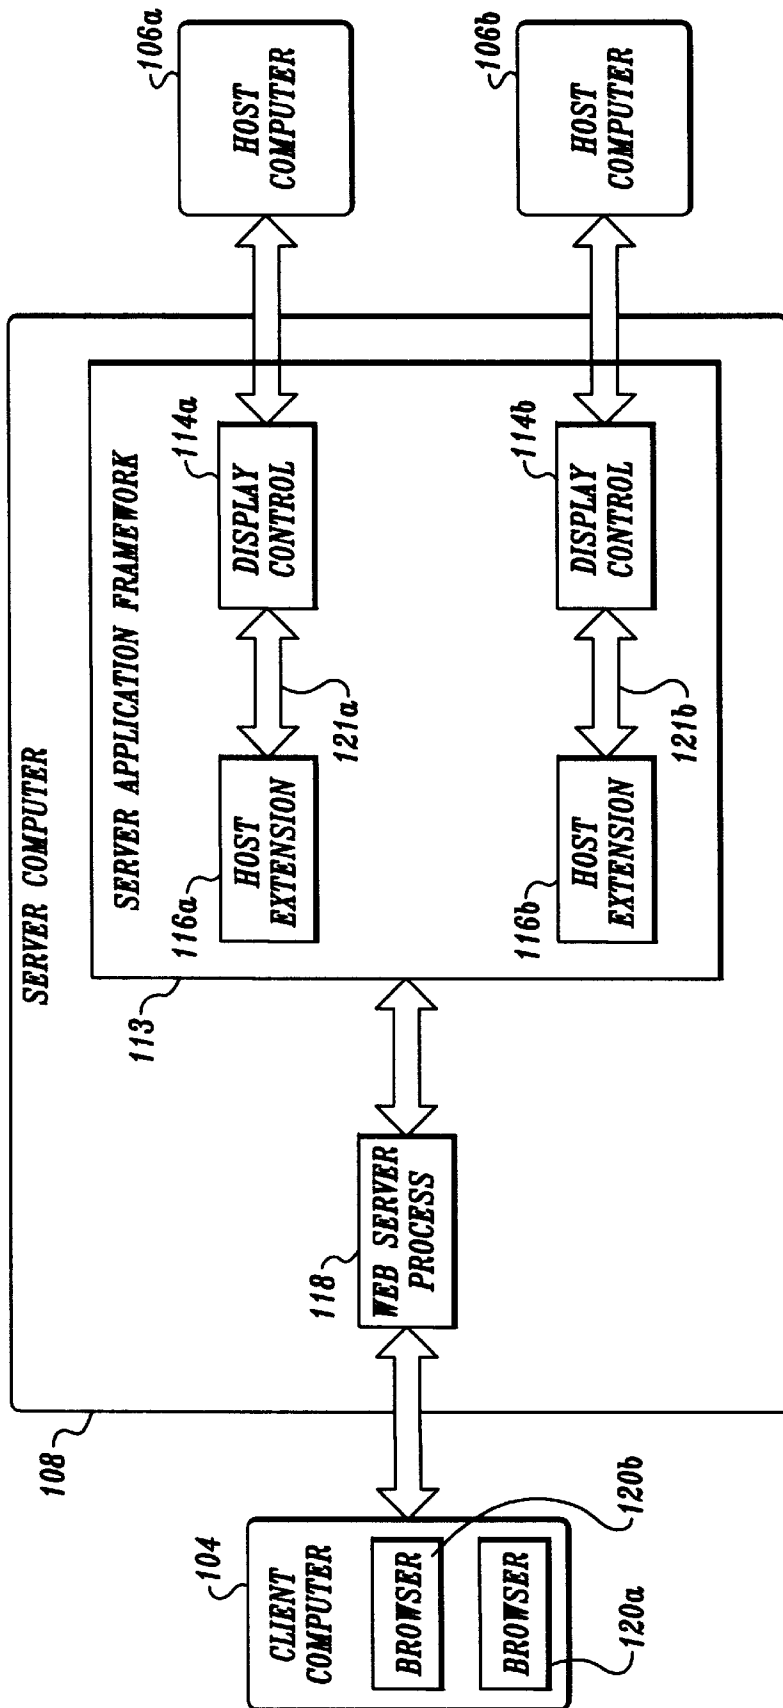 SERVER COMPUTER
108
SERVER APPLICATION FRAMEWORK
113
CLIENT
COMPUTER
104
BROWSER
120b
BROWSER
120a
WEB SERVER
PROCESS
118
HOST
EXTENSION
116a
121a
DISPLAY
CONTROL
114a
HOST
COMPUTER
106a
HOST
EXTENSION
116b
121b
DISPLAY
CONTROL
114b
HOST
COMPUTER
106b